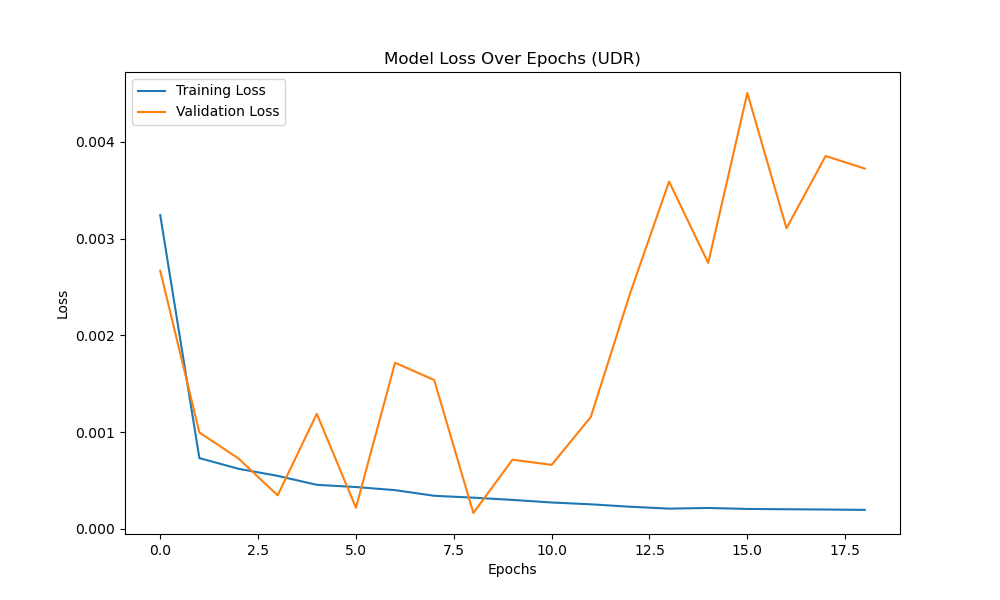 Model Loss Over Epochs (UDR)
Training Loss
Validation Loss
0.004
0.003
0.002
0.001
0.000
Loss
0.0 2.5 5.0 7.5 10.0 12.5 15.0 17.5
Epochs